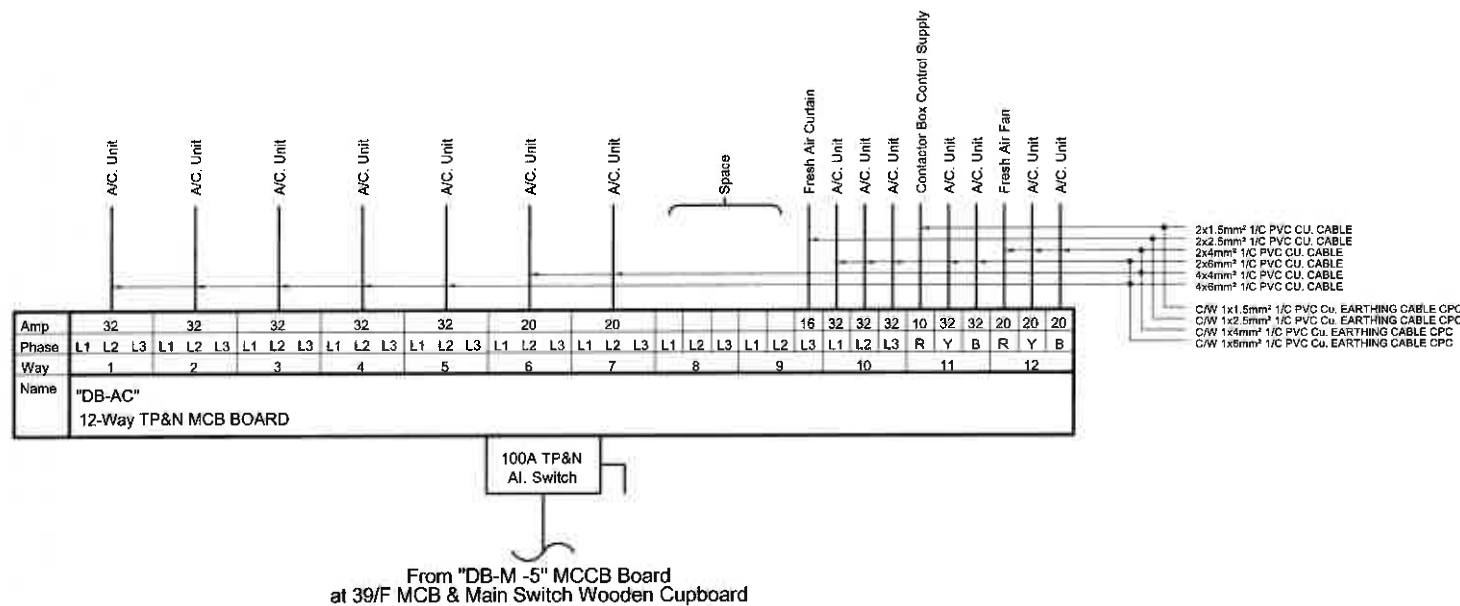 A/C. Unit
A/C. Unit
A/C. Unit
A/C. Unit
A/C. Unit
A/C. Unit
A/C. Unit
Space
Fresh Air Curtain
A/C. Unit
A/C. Unit
A/C. Unit
Contactor Box Control Supply
A/C. Unit
A/C. Unit
Fresh Air Fan
A/C. Unit
A/C. Unit
2x1.5mm² 1/C PVC CU. CABLE
2x2.5mm² 1/C PVC CU. CABLE
2x4mm² 1/C PVC CU. CABLE
2x6mm² 1/C PVC CU. CABLE
4x4mm² 1/C PVC CU. CABLE
4x6mm² 1/C PVC CU. CABLE
C/W 1x1.5mm² 1/C PVC Cu. EARTHING CABLE CPC
C/W 1x2.5mm² 1/C PVC Cu. EARTHING CABLE CPC
C/W 1x4mm² 1/C PVC Cu. EARTHING CABLE CPC
C/W 1x6mm² 1/C PVC Cu. EARTHING CABLE CPC
Amp 32 32 32 32 32 20 20 16 32 32 32 10 32 32 20 20 20
Phase L1 L2 L3 L1 L2 L3 L1 L2 L3 L1 L2 L3 L1 L2 L3 L1 L2 L3 L1 L2 L3 L1 L2 L3 L1 L2 L3 L1 L2 L3 R Y B R Y B
Way 1 2 3 4 5 6 7 8 9 10 11 12
Name "DB-AC"
12-Way TP&N MCB BOARD
100A TP&N
Al. Switch
From "DB-M -5" MCCB Board
at 39/F MCB & Main Switch Wooden Cupboard